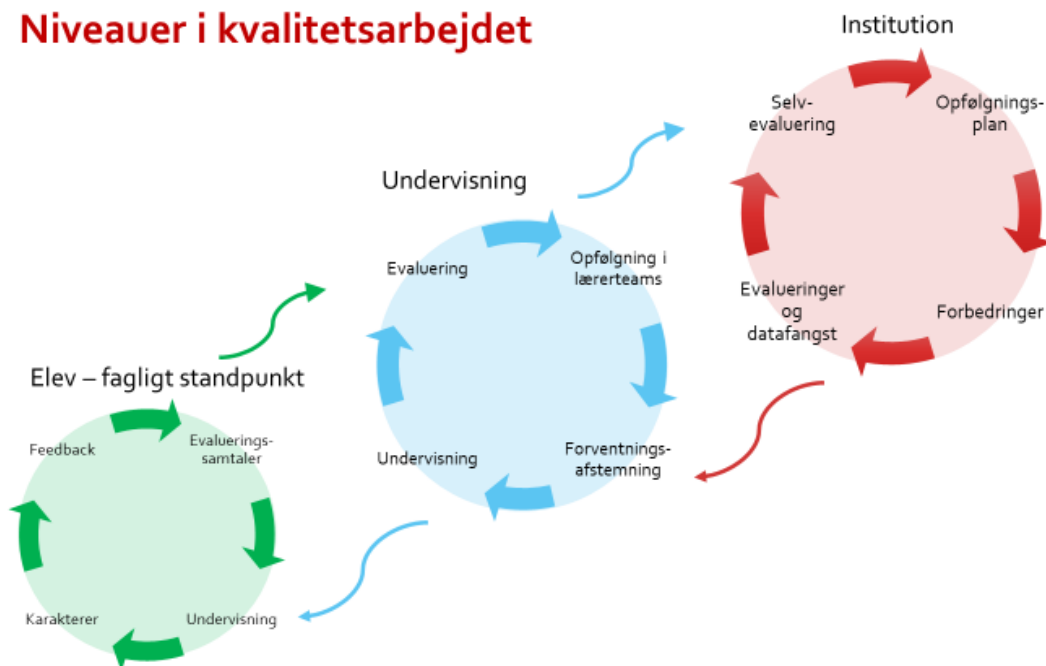 Niveauer i kvalitetsarbejdet
Institution
Selv-
evaluering
Opfølgnings-
plan
Evalueringer
og
datafangst
Forbedringer
Undervisning
Evaluering
Opfølgning i
lærerteams
Undervisning
Forventnings-
afstemning
Elev – fagligt standpunkt
Feedback
Evaluerings-
samtaler
Karakterer
Undervisning